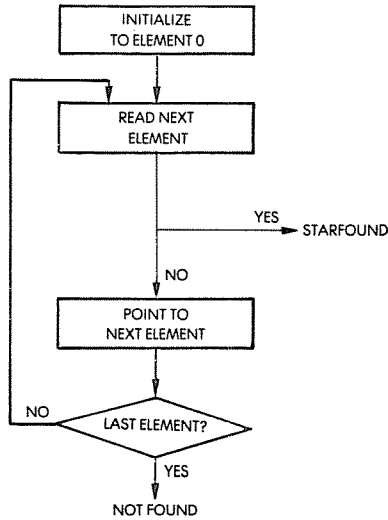 INITIALIZE
TO ELEMENT 0
READ NEXT
ELEMENT
YES
STARFOUND
NO
POINT TO
NEXT ELEMENT
NO
LAST ELEMENT?
YES
NOT FOUND